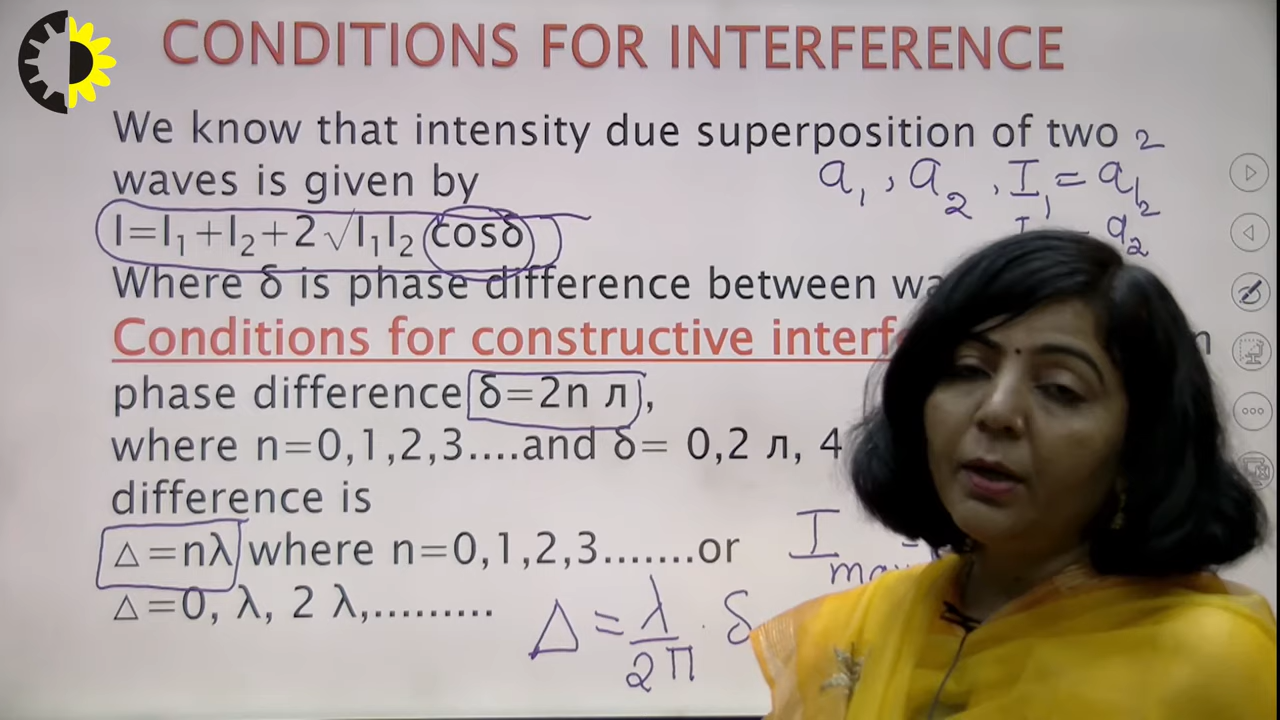 CONDITIONS FOR INTERFERENCE
We know that intensity due superposition of two
waves is given by
a₁, a₂, I₁ = a₁²
I=I₁+I₂+2√I₁I₂ cosδ
a₂²
Where δ is phase difference between
Conditions for constructive
phase difference δ=2n л,
where n=0,1,2,3....and δ= 0,2 л, 4
difference is
△=nλ where n=0,1,2,3.......or
I max =
△=0, λ, 2 λ,.........
Δ = λ/2π . δ